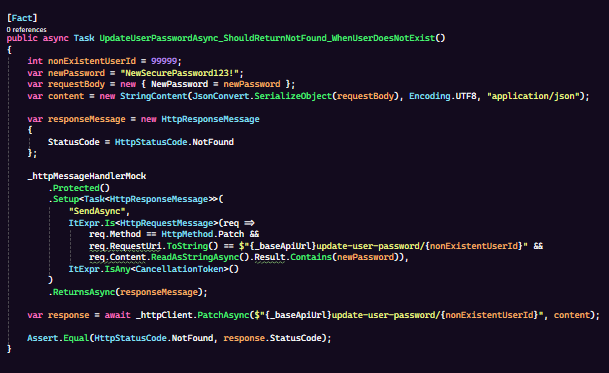 [Fact]
0 references
public async Task UpdateUserPasswordAsync_ShouldReturnNotFound_WhenUserDoesNotExist()
{
    int nonExistentUserId = 99999;
    var newPassword = "NewSecurePassword123!";
    var requestBody = new { NewPassword = newPassword };
    var content = new StringContent(JsonConvert.SerializeObject(requestBody), Encoding.UTF8, "application/json");

    var responseMessage = new HttpResponseMessage
    {
        StatusCode = HttpStatusCode.NotFound
    };

    _httpMessageHandlerMock
        .Protected()
        .Setup<Task<HttpResponseMessage>>(
            "SendAsync",
            ItExpr.Is<HttpRequestMessage>(req =>
                req.Method == HttpMethod.Patch &&
                req.RequestUri.ToString() == $"{_baseApiUrl}update-user-password/{nonExistentUserId}" &&
                req.Content.ReadAsStringAsync().Result.Contains(newPassword)),
            ItExpr.IsAny<CancellationToken>()
        )
        .ReturnsAsync(responseMessage);

    var response = await _httpClient.PatchAsync($"{_baseApiUrl}update-user-password/{nonExistentUserId}", content);

    Assert.Equal(HttpStatusCode.NotFound, response.StatusCode);
}